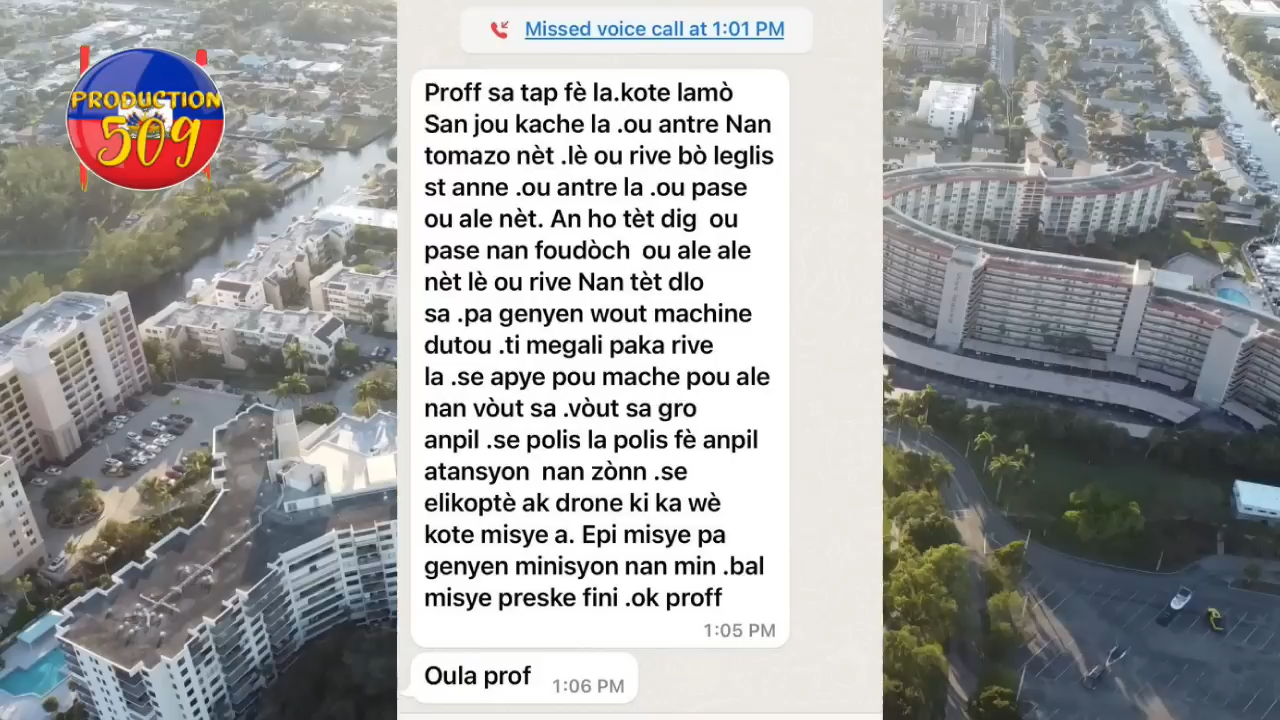 PRODUCTION
509
Missed voice call at 1:01 PM
Proff sa tap fè la.kote lamò
San jou kache la .ou antre Nan
tomazo nèt .lè ou rive bò leglis
st anne .ou antre la .ou pase
ou ale nèt. An ho tèt dig ou
pase nan foudòch ou ale ale
nèt lè ou rive Nan tèt dlo
sa .pa genyen wout machine
dutou .ti megali paka rive
la .se apye pou mache pou ale
nan vòut sa .vòut sa gro
anpil .se polis la polis fè anpil
atansyon nan zònn .se
elikoptè ak drone ki ka wè
kote misye a. Epi misye pa
genyen minisyon nan min .bal
misye preske fini .ok proff
1:05 PM
Oula prof
1:06 PM